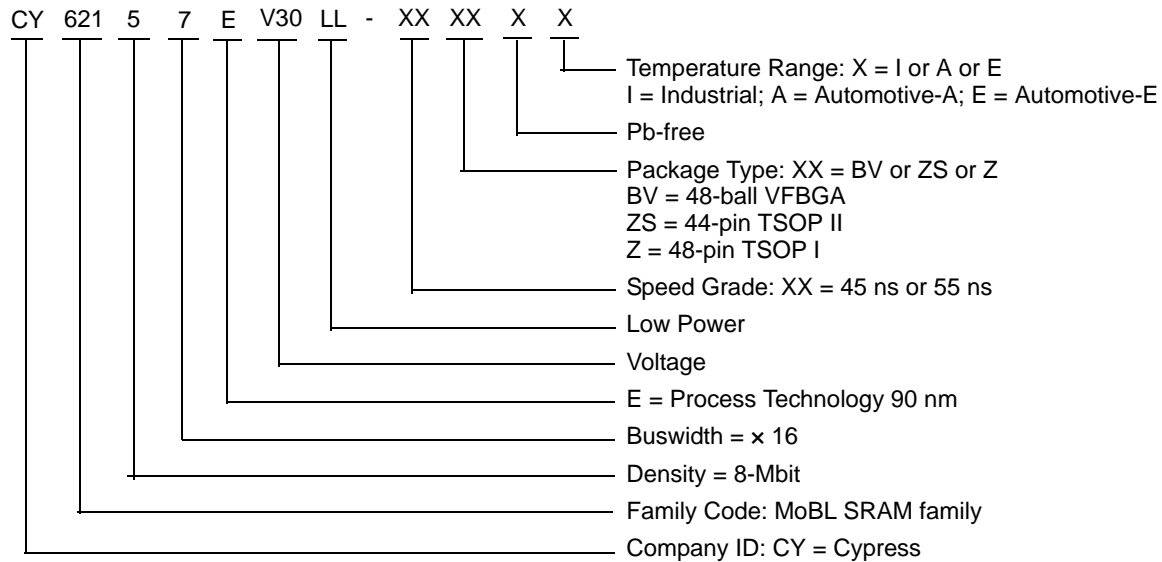 CY 621 5 7 E V30 LL - XX XX X X
Temperature Range: X = I or A or E
I = Industrial; A = Automotive-A; E = Automotive-E
Pb-free
Package Type: XX = BV or ZS or Z
BV = 48-ball VFBGA
ZS = 44-pin TSOP II
Z = 48-pin TSOP I
Speed Grade: XX = 45 ns or 55 ns
Low Power
Voltage
E = Process Technology 90 nm
Buswidth = × 16
Density = 8-Mbit
Family Code: MoBL SRAM family
Company ID: CY = Cypress